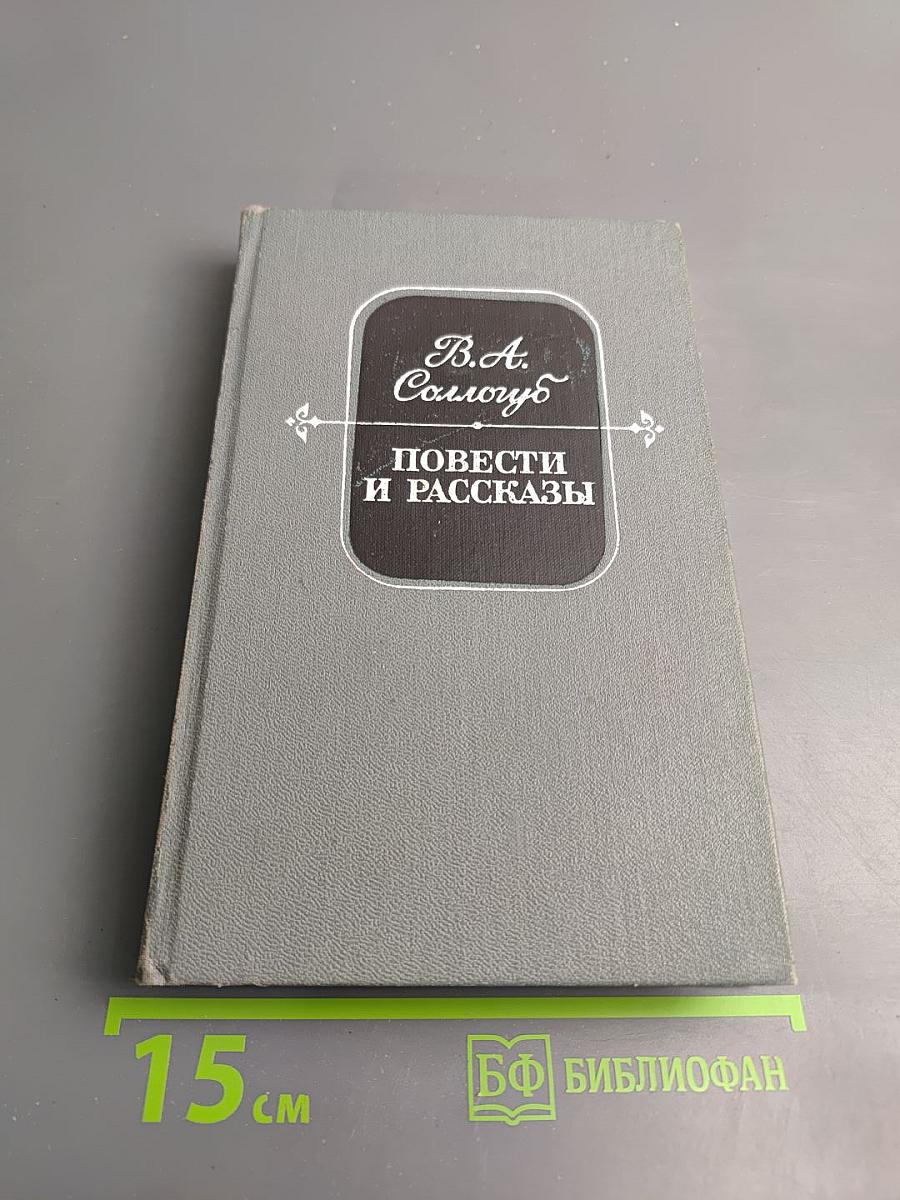 В.А.
Соллогуб
ПОВЕСТИ
И РАССКАЗЫ
15 см
БФ БИБЛИОФАН